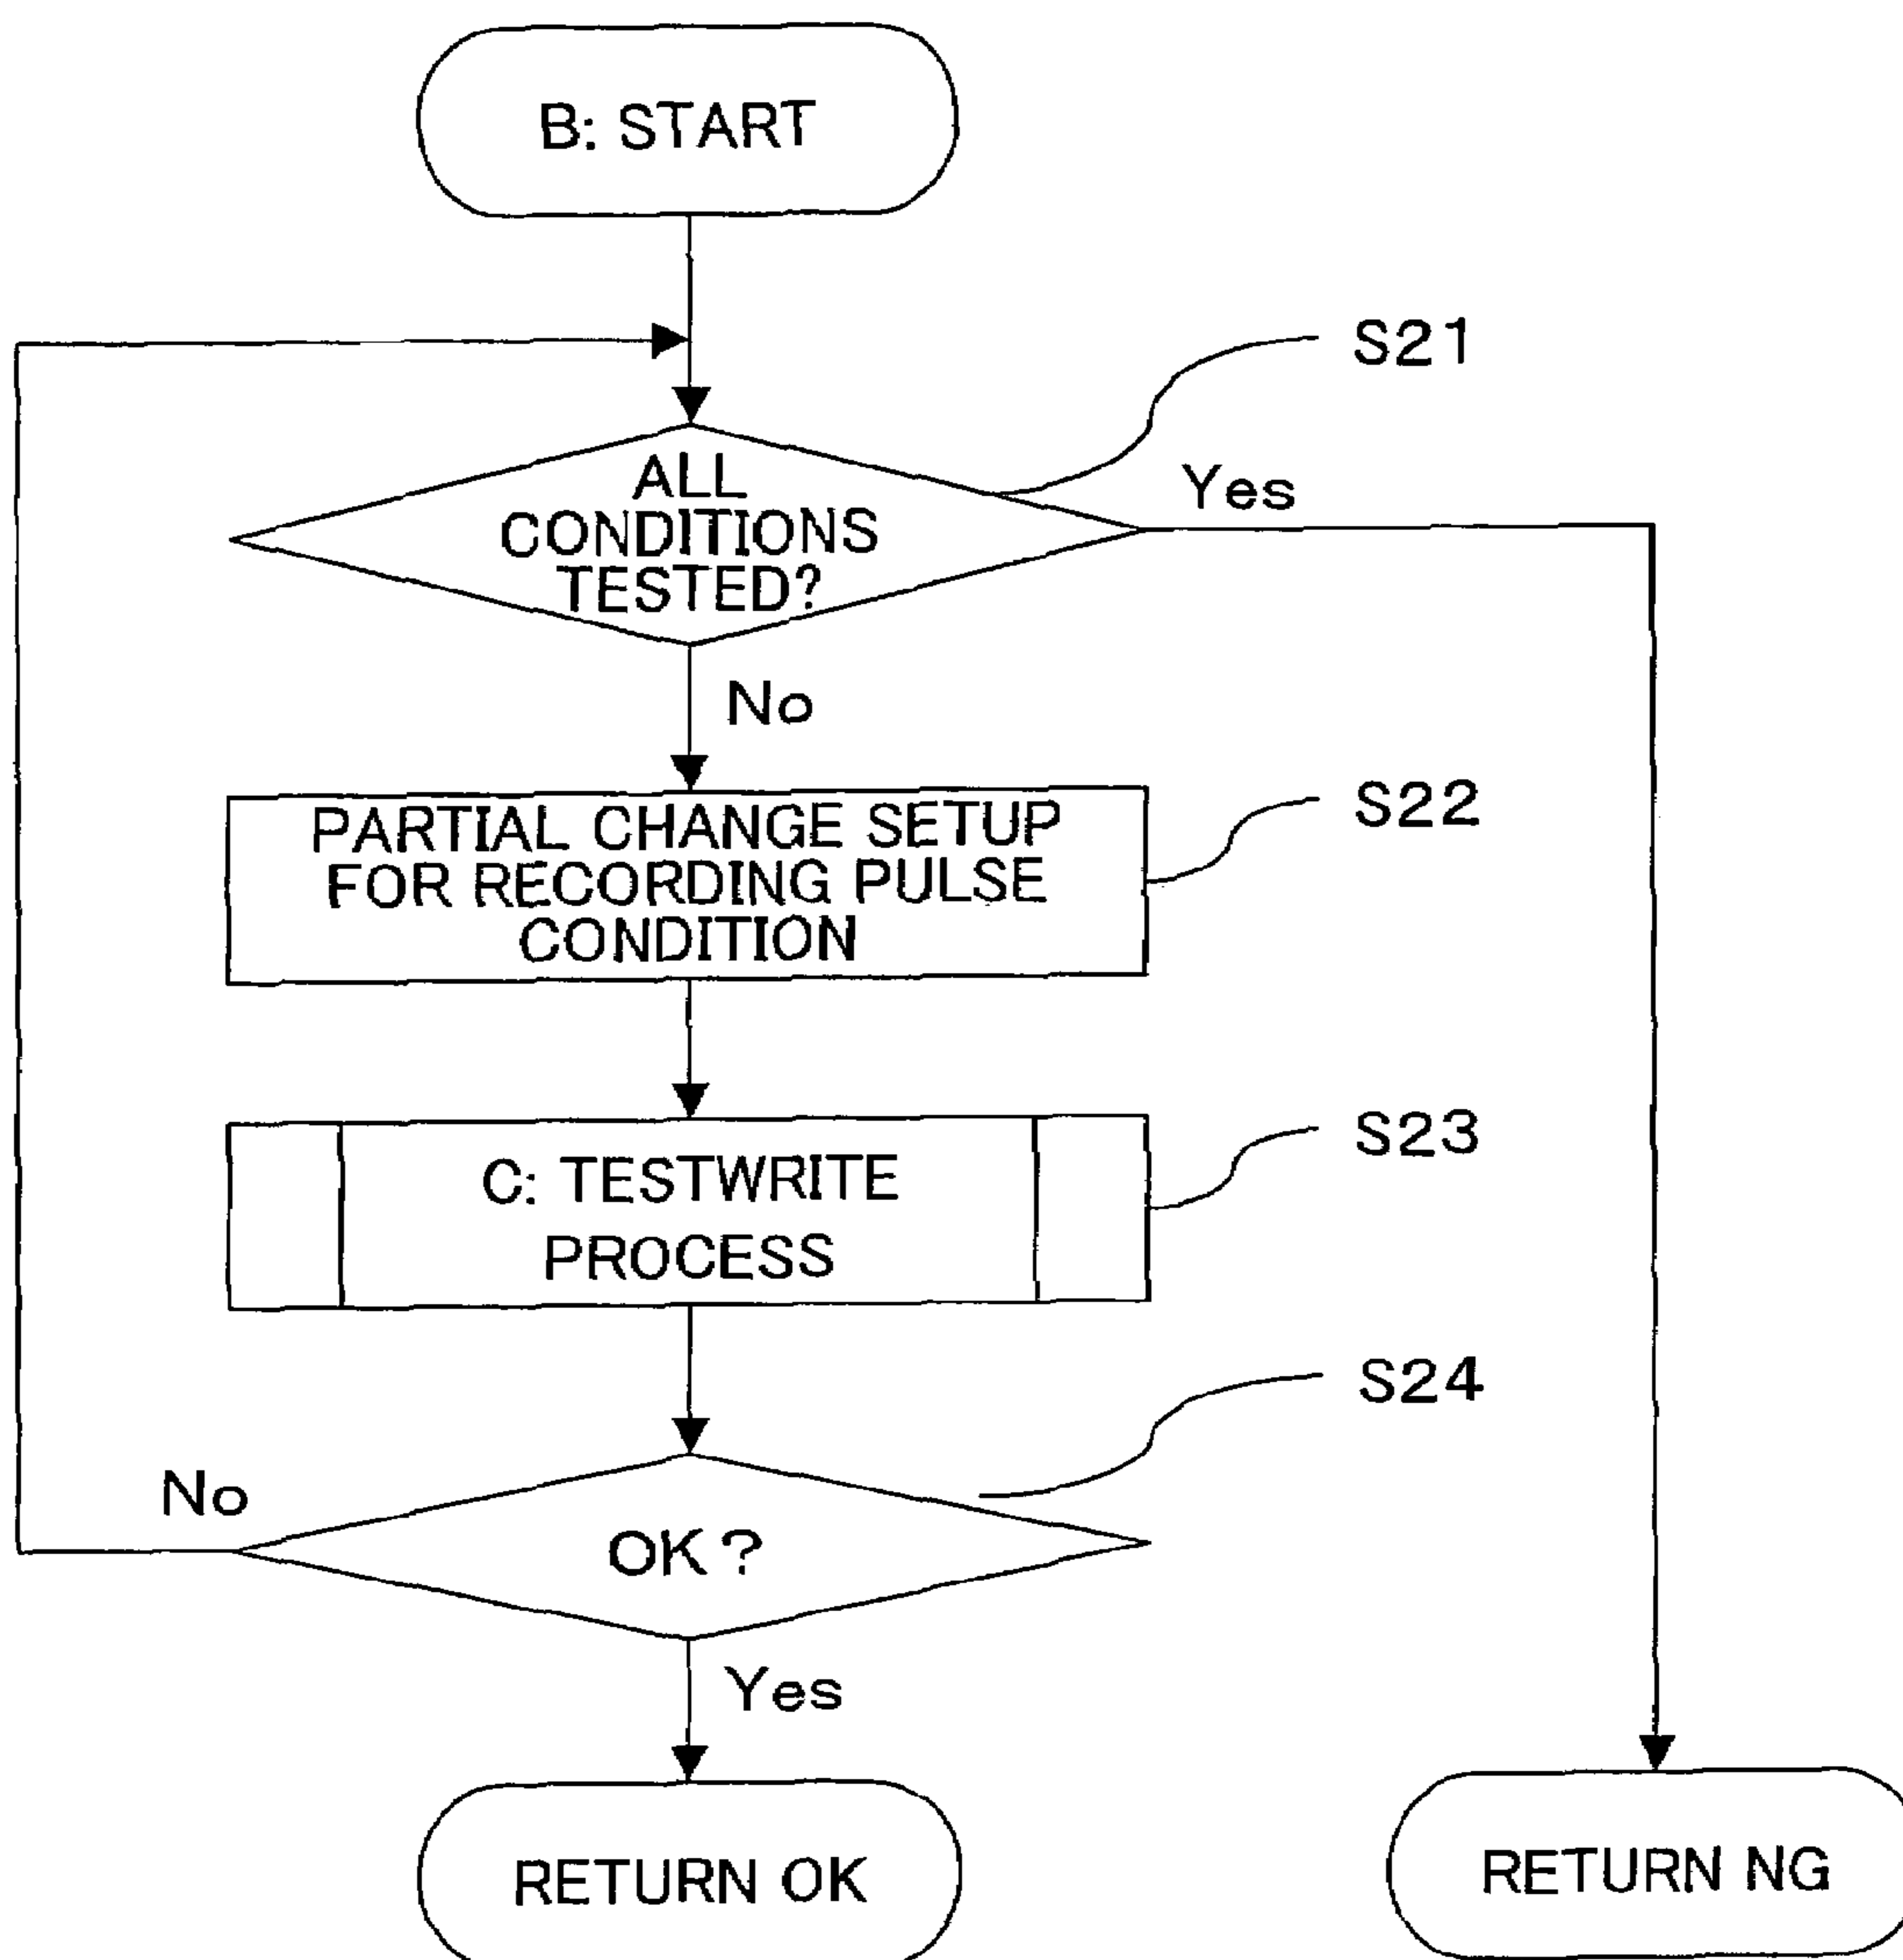 B: START
S21
ALL
CONDITIONS
TESTED?
Yes
No
PARTIAL CHANGE SETUP
FOR RECORDING PULSE
CONDITION
S22
C: TESTWRITE
PROCESS
S23
S24
No
OK?
Yes
RETURN OK
RETURN NG